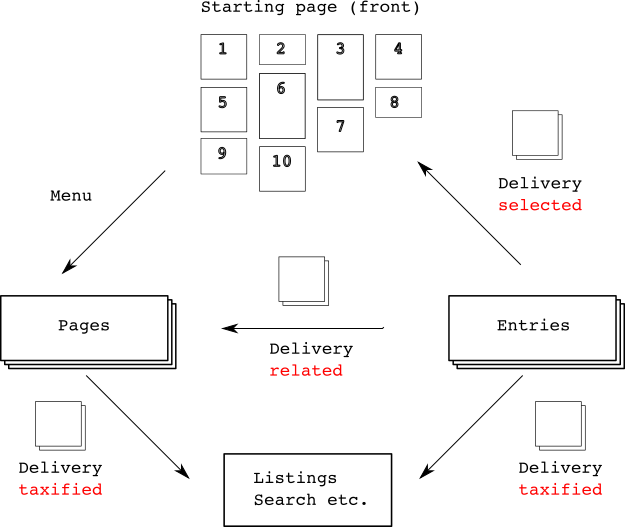 Starting page (front)
1 2 3 4
5 6 7 8
9 10
Menu
Delivery
selected
Pages
Entries
Delivery
related
Delivery
taxified
Listings
Search etc.
Delivery
taxified